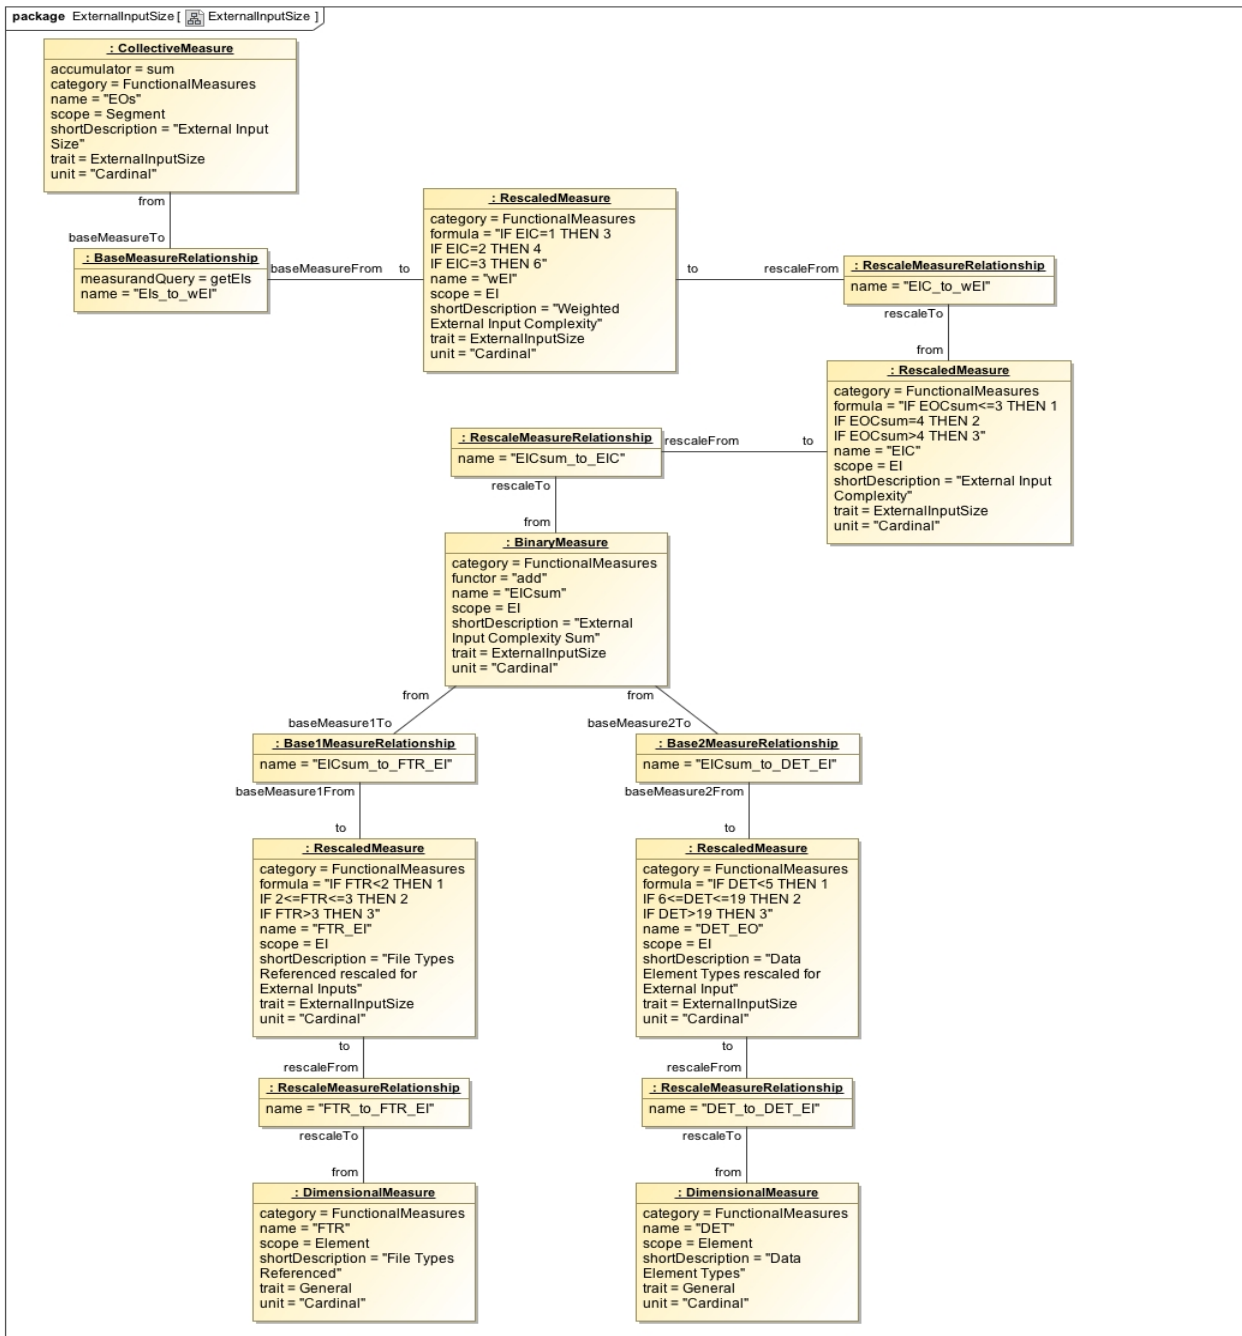 package ExternalInputSize [ ExternalInputSize ]
: CollectiveMeasure
accumulator = sum
category = FunctionalMeasures
name = "EOs"
scope = Segment
shortDescription = "External Input
Size"
trait = ExternalInputSize
unit = "Cardinal"
from
baseMeasureTo
: BaseMeasureRelationship
measurandQuery = getEIs
name = "EIs_to_wEI"
baseMeasureFrom
to
: RescaledMeasure
category = FunctionalMeasures
formula = "IF EIC=1 THEN 3
IF EIC=2 THEN 4
IF EIC=3 THEN 6"
name = "wEI"
scope = EI
shortDescription = "Weighted
External Input Complexity"
trait = ExternalInputSize
unit = "Cardinal"
to
rescaleFrom
: RescaleMeasureRelationship
name = "EIC_to_wEI"
rescaleTo
from
: RescaledMeasure
category = FunctionalMeasures
formula = "IF EOCsum<=3 THEN 1
IF EOCsum=4 THEN 2
IF EOCsum>4 THEN 3"
name = "EIC"
scope = EI
shortDescription = "External Input
Complexity"
trait = ExternalInputSize
unit = "Cardinal"
to
rescaleFrom
: RescaleMeasureRelationship
name = "EICsum_to_EIC"
rescaleTo
from
: BinaryMeasure
category = FunctionalMeasures
functor = "add"
name = "EICsum"
scope = EI
shortDescription = "External
Input Complexity Sum"
trait = ExternalInputSize
unit = "Cardinal"
from
baseMeasure1To
: Base1MeasureRelationship
name = "EICsum_to_FTR_EI"
baseMeasure1From
to
: RescaledMeasure
category = FunctionalMeasures
formula = "IF FTR<2 THEN 1
IF 2<=FTR<=3 THEN 2
IF FTR>3 THEN 3"
name = "FTR_EI"
scope = EI
shortDescription = "File Types
Referenced rescaled for
External Inputs"
trait = ExternalInputSize
unit = "Cardinal"
to
rescaleFrom
: RescaleMeasureRelationship
name = "FTR_to_FTR_EI"
rescaleTo
from
: DimensionalMeasure
category = FunctionalMeasures
name = "FTR"
scope = Element
shortDescription = "File Types
Referenced"
trait = General
unit = "Cardinal"
from
baseMeasure2To
: Base2MeasureRelationship
name = "EICsum_to_DET_EI"
baseMeasure2From
to
: RescaledMeasure
category = FunctionalMeasures
formula = "IF DET<5 THEN 1
IF 6<=DET<=19 THEN 2
IF DET>19 THEN 3"
name = "DET_EO"
scope = EI
shortDescription = "Data
Element Types rescaled for
External Input"
trait = ExternalInputSize
unit = "Cardinal"
to
rescaleFrom
: RescaleMeasureRelationship
name = "DET_to_DET_EI"
rescaleTo
from
: DimensionalMeasure
category = FunctionalMeasures
name = "DET"
scope = Element
shortDescription = "Data
Element Types"
trait = General
unit = "Cardinal"